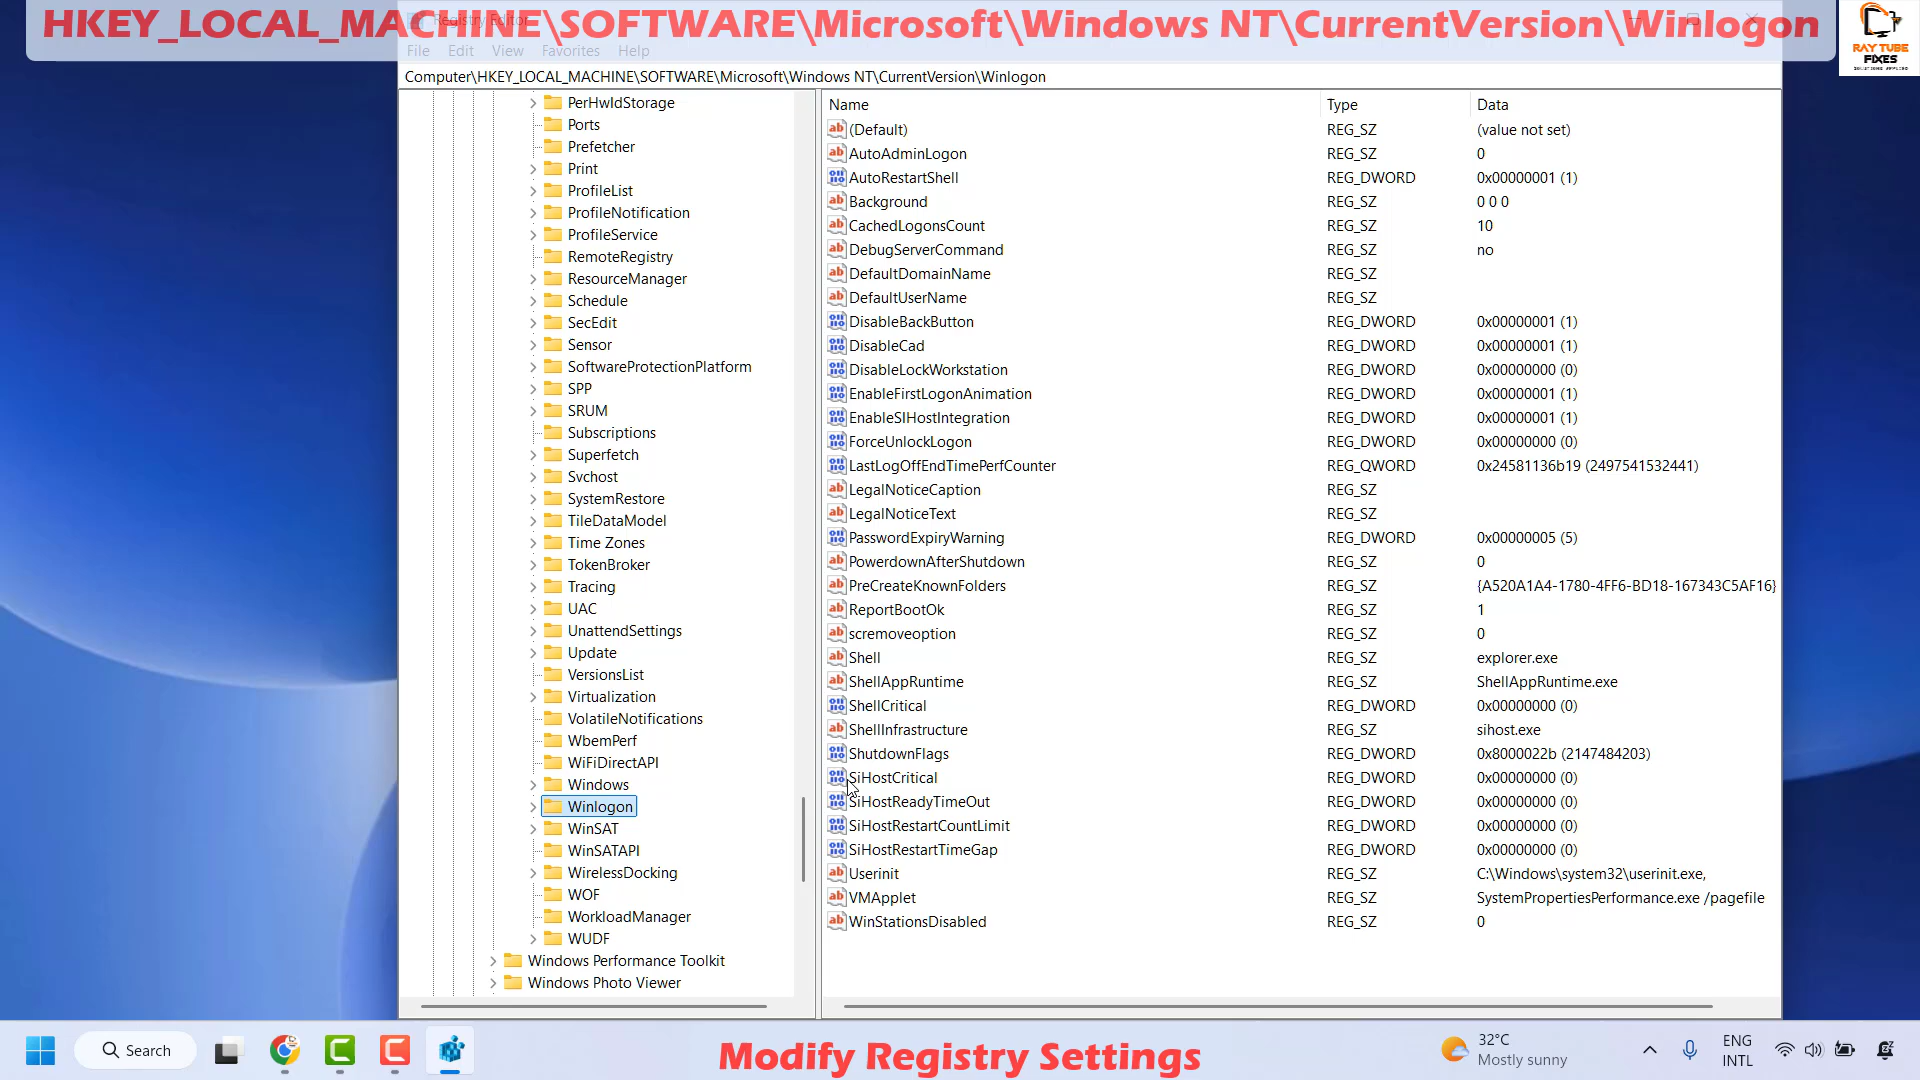 HKEY_LOCAL_MACHINE\SOFTWARE\Microsoft\Windows NT\CurrentVersion\Winlogon
Registry Editor
RAY TUBE
FIXES
File Edit View Favorites Help
Computer\HKEY_LOCAL_MACHINE\SOFTWARE\Microsoft\Windows NT\CurrentVersion\Winlogon
PerHwIdStorage
Ports
Prefetcher
Print
ProfileList
ProfileNotification
ProfileService
RemoteRegistry
ResourceManager
Schedule
SecEdit
Sensor
SoftwareProtectionPlatform
SPP
SRUM
Subscriptions
Superfetch
Svchost
SystemRestore
TileDataModel
Time Zones
TokenBroker
Tracing
UAC
UnattendSettings
Update
VersionsList
Virtualization
VolatileNotifications
WbemPerf
WiFiDirectAPI
Windows
Winlogon
WinSAT
WinSATAPI
WirelessDocking
WOF
WorkloadManager
WUDF
Windows Performance Toolkit
Windows Photo Viewer
Name Type Data
(Default) REG_SZ (value not set)
AutoAdminLogon REG_SZ 0
AutoRestartShell REG_DWORD 0x00000001 (1)
Background REG_SZ 0 0 0
CachedLogonsCount REG_SZ 10
DebugServerCommand REG_SZ no
DefaultDomainName REG_SZ
DefaultUserName REG_SZ
DisableBackButton REG_DWORD 0x00000001 (1)
DisableCad REG_DWORD 0x00000001 (1)
DisableLockWorkstation REG_DWORD 0x00000000 (0)
EnableFirstLogonAnimation REG_DWORD 0x00000001 (1)
EnableSIHostIntegration REG_DWORD 0x00000001 (1)
ForceUnlockLogon REG_DWORD 0x00000000 (0)
LastLogOffEndTimePerfCounter REG_QWORD 0x24581136b19 (2497541532441)
LegalNoticeCaption REG_SZ
LegalNoticeText REG_SZ
PasswordExpiryWarning REG_DWORD 0x00000005 (5)
PowerdownAfterShutdown REG_SZ 0
PreCreateKnownFolders REG_SZ {A520A1A4-1780-4FF6-BD18-167343C5AF16}
ReportBootOk REG_SZ 1
scremoveoption REG_SZ 0
Shell REG_SZ explorer.exe
ShellAppRuntime REG_SZ ShellAppRuntime.exe
ShellCritical REG_DWORD 0x00000000 (0)
ShellInfrastructure REG_SZ sihost.exe
ShutdownFlags REG_DWORD 0x8000022b (2147484203)
SiHostCritical REG_DWORD 0x00000000 (0)
SiHostReadyTimeOut REG_DWORD 0x00000000 (0)
SiHostRestartCountLimit REG_DWORD 0x00000000 (0)
SiHostRestartTimeGap REG_DWORD 0x00000000 (0)
Userinit REG_SZ C:\Windows\system32\userinit.exe,
VMApplet REG_SZ SystemPropertiesPerformance.exe /pagefile
WinStationsDisabled REG_SZ 0
Search
Modify Registry Settings
32°C
Mostly sunny
ENG
INTL